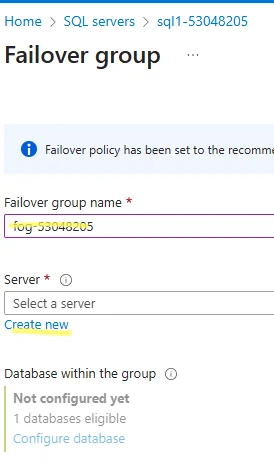 Home > SQL servers > sql1-53048205
Failover group ...
Failover policy has been set to the recomme
Failover group name *
fog-53048205
Server *
Select a server
Create new
Database within the group
Not configured yet
1 databases eligible
Configure database